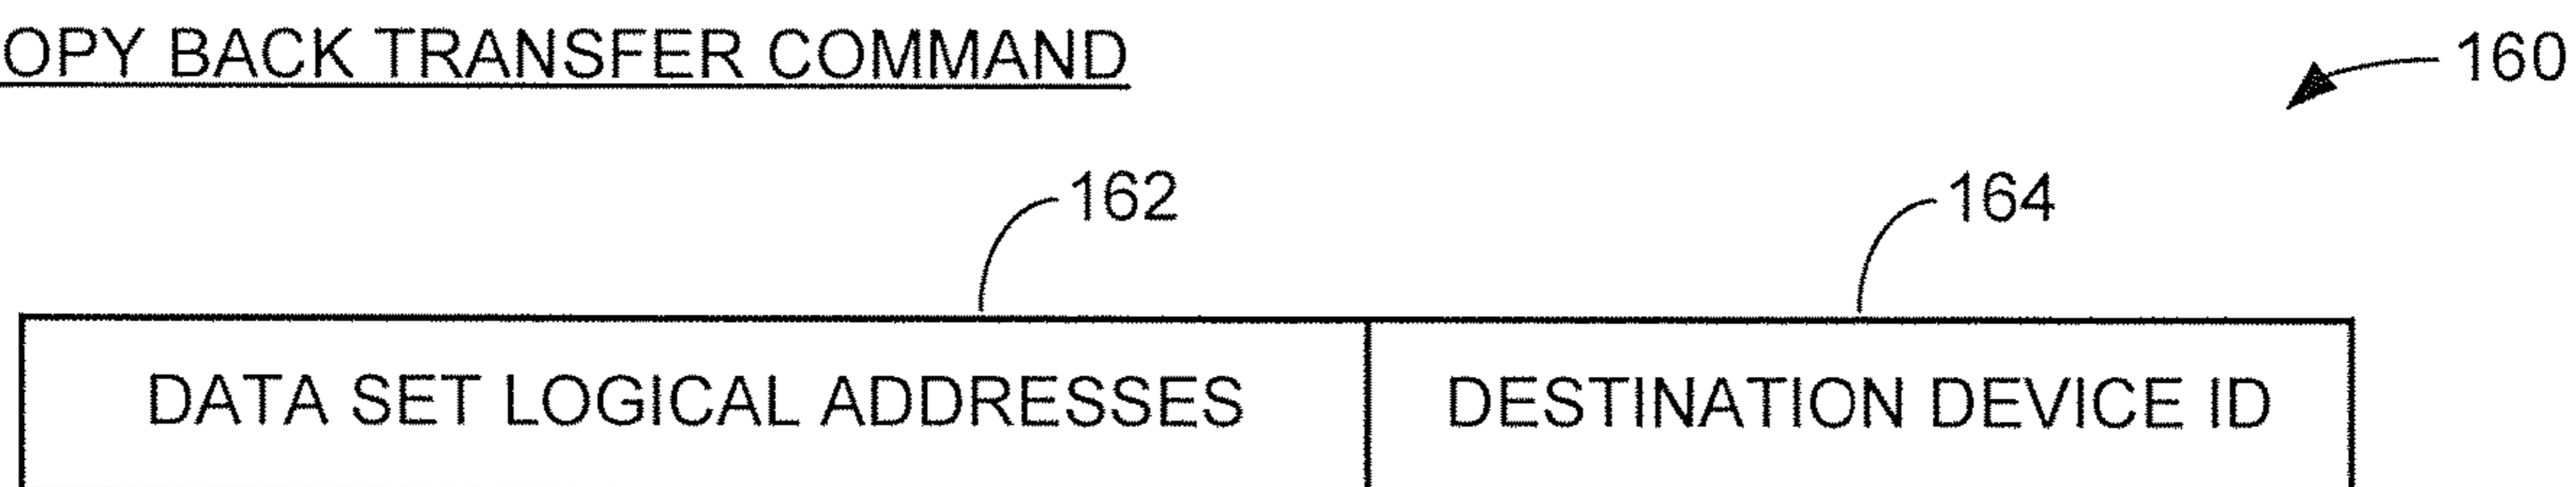 OPY BACK TRANSFER COMMAND
160
162
164
DATA SET LOGICAL ADDRESSES
DESTINATION DEVICE ID